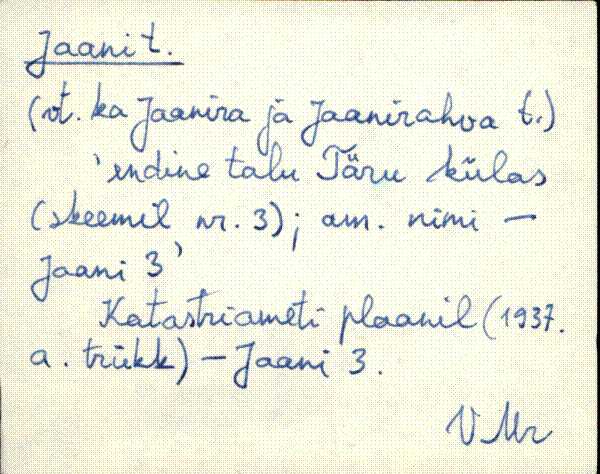 Jaani t.
(vt. ka Jaanira ja Jaanirahva t.)
'endine talu Täru külas
(skeemil nr. 3); am. nimi –
Jaani 3'
Katastriameti plaanil (1937.
a. trükk) – Jaani 3.